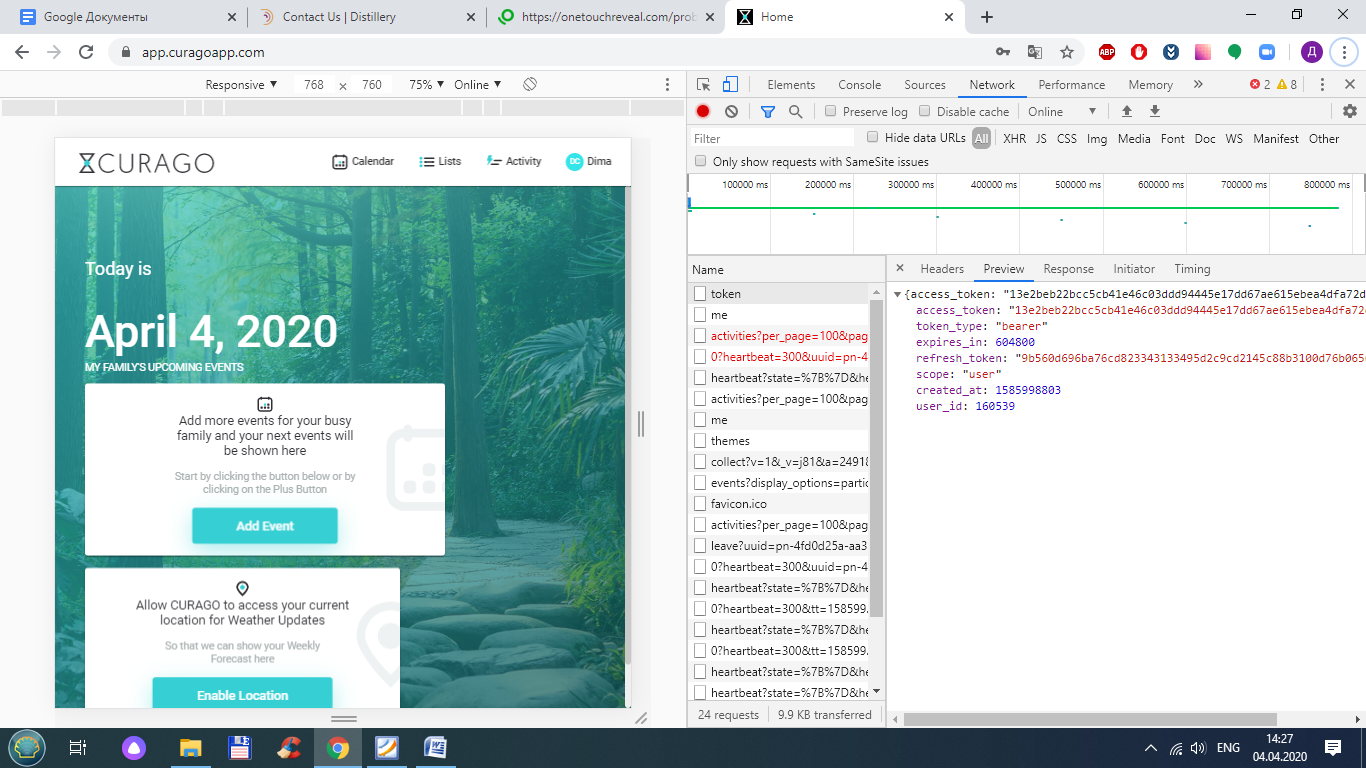 Google Документы
Contact Us | Distillery
https://onetouchreveal.com/prob
Home
app.curagoapp.com
ABP
Д
Responsive
768 x 760
75%
Online
Elements
Console
Sources
Network
Performance
Memory
2
8
Preserve log
Disable cache
Online
Filter
Hide data URLs
All
XHR
JS
CSS
Img
Media
Font
Doc
WS
Manifest
Other
Only show requests with SameSite issues
100000 ms
200000 ms
300000 ms
400000 ms
500000 ms
600000 ms
700000 ms
800000 ms
CURAGO
Calendar
Lists
Activity
DC
Dima
Today is
April 4, 2020
MY FAMILY'S UPCOMING EVENTS
Add more events for your busy
family and your next events will
be shown here
Start by clicking the button below or by
clicking on the Plus Button
Add Event
Allow CURAGO to access your current
location for Weather Updates
So that we can show your Weekly
Forecast here
Enable Location
Name
token
me
activities?per_page=100&pag
0?heartbeat=300&uuid=pn-4
heartbeat?state=%7B%7D&he
activities?per_page=100&pag
me
themes
collect?v=1&_v=j81&a=2491
events?display_options=partic
favicon.ico
activities?per_page=100&pag
leave?uuid=pn-4fd0d25a-aa3
0?heartbeat=300&uuid=pn-4
heartbeat?state=%7B%7D&he
0?heartbeat=300&tt=158599
heartbeat?state=%7B%7D&he
0?heartbeat=300&tt=158599
heartbeat?state=%7B%7D&he
heartbeat?state=%7B%7D&he
24 requests
9.9 KB transferred
Headers
Preview
Response
Initiator
Timing
{access_token: "13e2beb22bcc5cb41e46c03ddd94445e17dd67ae615ebea4dfa72d
access_token: "13e2beb22bcc5cb41e46c03ddd94445e17dd67ae615ebea4dfa72d
token_type: "bearer"
expires_in: 604800
refresh_token: "9b560d696ba76cd823343133495d2c9cd2145c88b3100d76b065
scope: "user"
created_at: 1585998803
user_id: 160539
ENG
14:27
04.04.2020